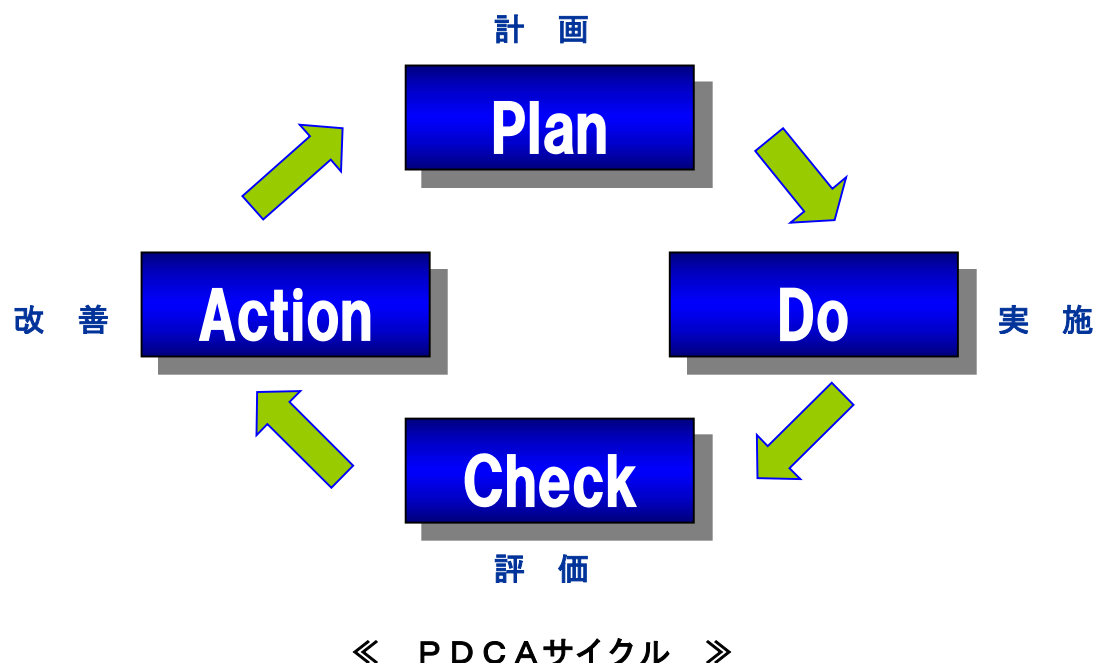 計　画
Plan
Action
Do
改　善
実　施
Check
評　価
≪　ＰＤＣＡサイクル　≫